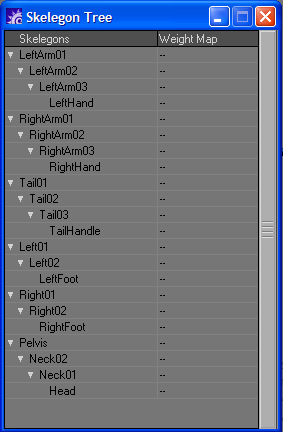 Skelegon Tree
Skelegons Weight Map
LeftArm01 --
LeftArm02 --
LeftArm03 --
LeftHand --
RightArm01 --
RightArm02 --
RightArm03 --
RightHand --
Tail01 --
Tail02 --
Tail03 --
TailHandle --
Left01 --
Left02 --
LeftFoot --
Right01 --
Right02 --
RightFoot --
Pelvis --
Neck02 --
Neck01 --
Head --